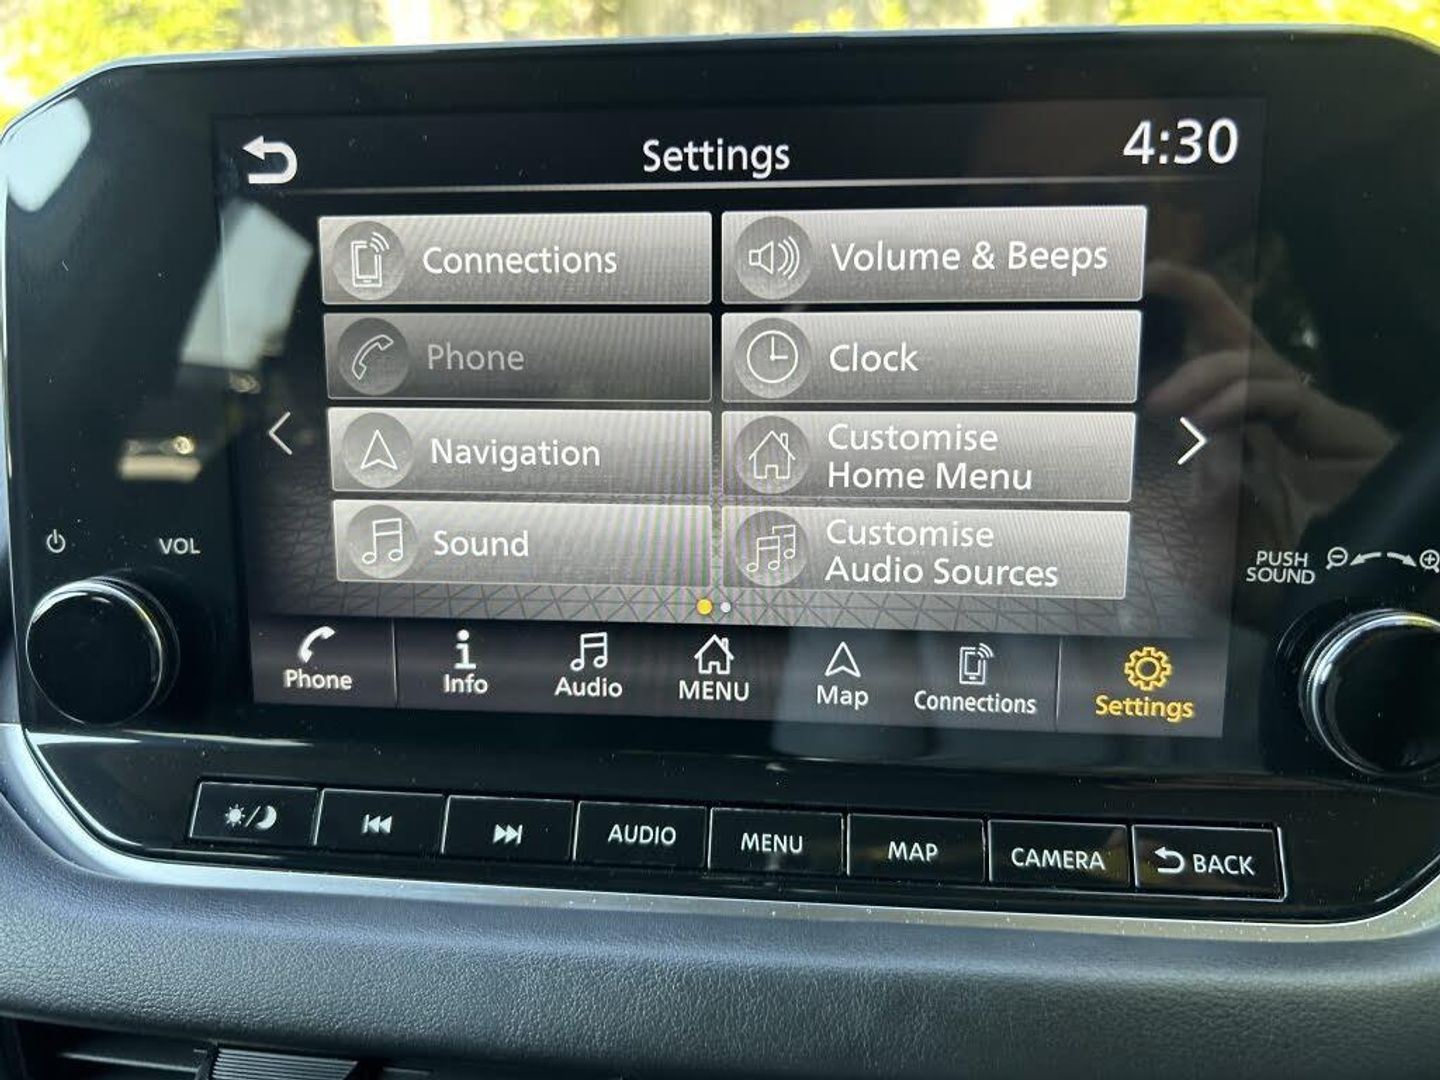 Settings
4:30
Connections
Volume & Beeps
Phone
Clock
Navigation
Customise
Home Menu
Sound
Customise
Audio Sources
VOL
PUSH
SOUND
Phone
Info
Audio
MENU
Map
Connections
Settings
AUDIO
MENU
MAP
CAMERA
BACK